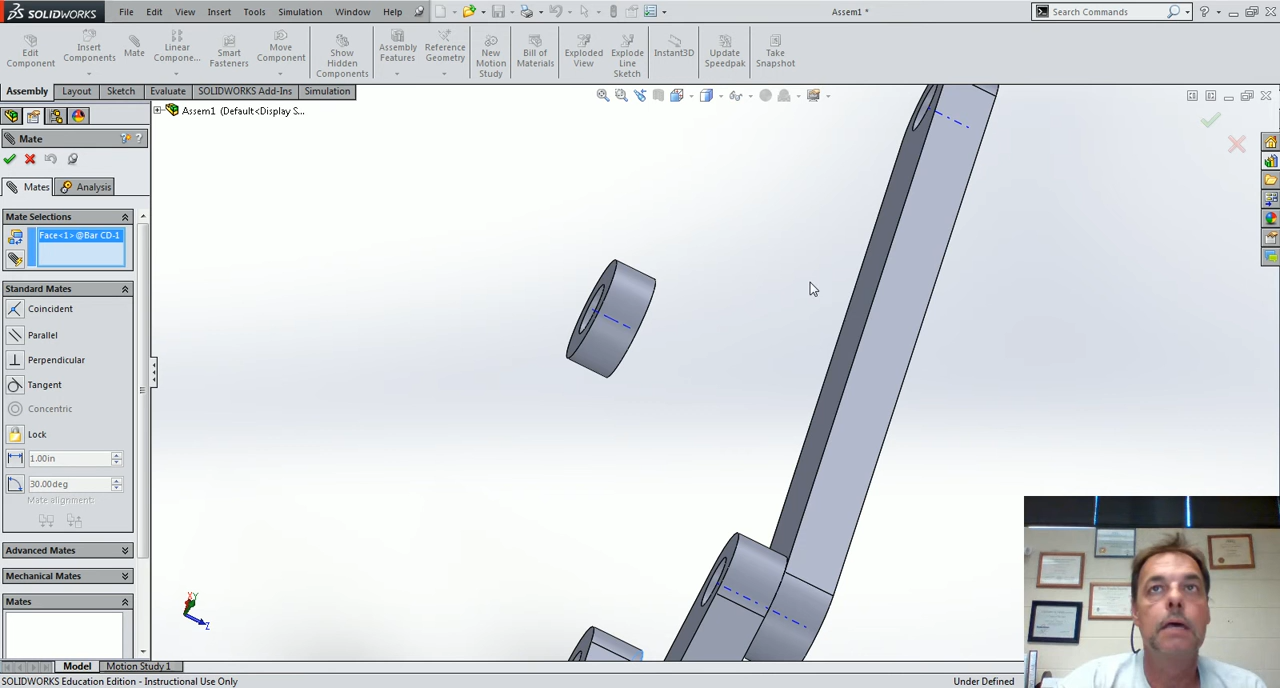 SOLIDWORKS File Edit View Insert Tools Simulation Window Help Assem1 * Search Commands
Edit Component Insert Components Mate Linear Compone... Smart Fasteners Move Component Show Hidden Components Assembly Features Reference Geometry New Motion Study Bill of Materials Exploded View Explode Line Sketch Instant3D Update Speedpak Take Snapshot
Assembly Layout Sketch Evaluate SOLIDWORKS Add-Ins Simulation
Assem1 (Default<Display S...
Mate
Mates Analysis
Mate Selections
Face<1>@Bar CD-1
Standard Mates
Coincident
Parallel
Perpendicular
Tangent
Concentric
Lock
1.00in
30.00deg
Mate alignment:
Advanced Mates
Mechanical Mates
Mates
XY
Z
Model Motion Study 1
SOLIDWORKS Education Edition - Instructional Use Only Under Defined